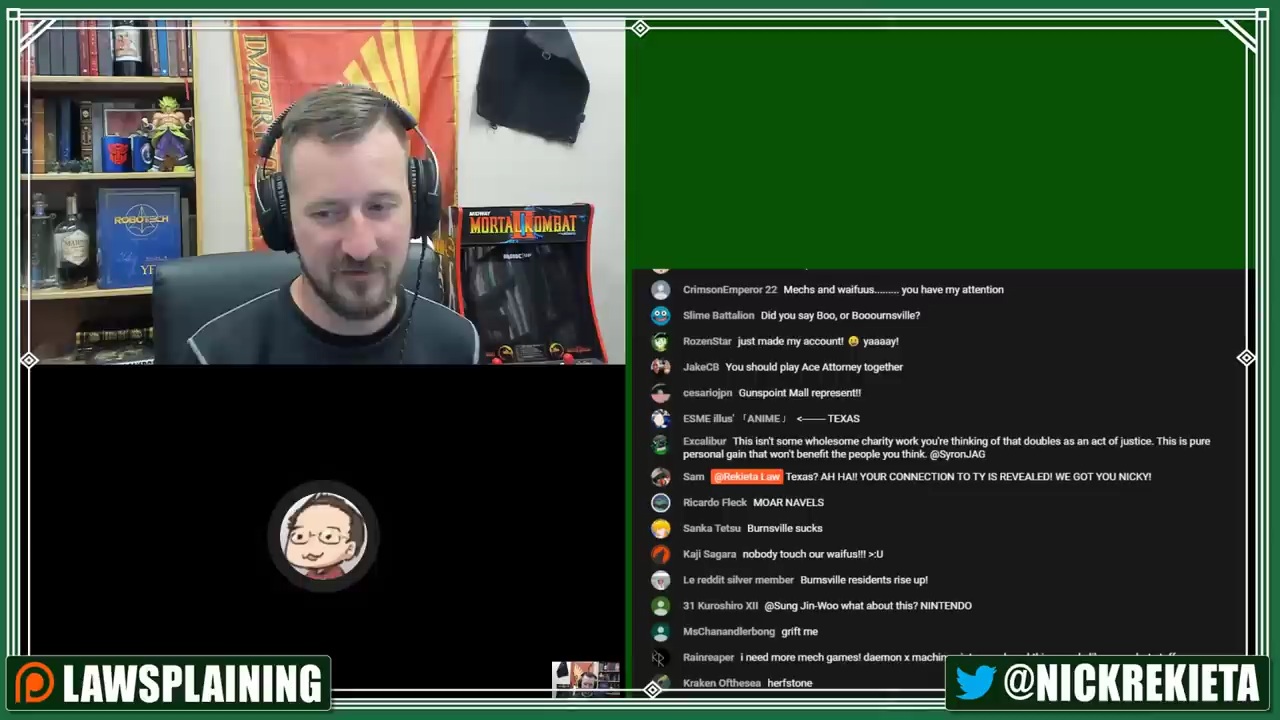 IMPERI
ROBOTECH
MIDWAY
MORTAL KOMBAT
II
CrimsonEmperor 22 Mechs and waifuus......... you have my attention
Slime Battalion Did you say Boo, or Booournsville?
RozenStar just made my account! 😀 yaaaay!
JakeCB You should play Ace Attorney together
cesariojpn Gunspoint Mall represent!!
ESME illus' 「ANIME」 <—— TEXAS
Excalibur This isn't some wholesome charity work you're thinking of that doubles as an act of justice. This is pure
personal gain that won't benefit the people you think. @SyronJAG
Sam @Rekieta Law Texas? AH HA!! YOUR CONNECTION TO TY IS REVEALED! WE GOT YOU NICKY!
Ricardo Fleck MOAR NAVELS
Sanka Tetsu Burnsville sucks
Kaji Sagara nobody touch our waifus!!! >:U
Le reddit silver member Burnsville residents rise up!
31 Kuroshiro XII @Sung Jin-Woo what about this? NINTENDO
MsChanandlerbong grift me
Rainreaper i need more mech games! daemon x machin
Kraken Ofthesea herfstone
LAWSPLAINING
@NICKREKIETA